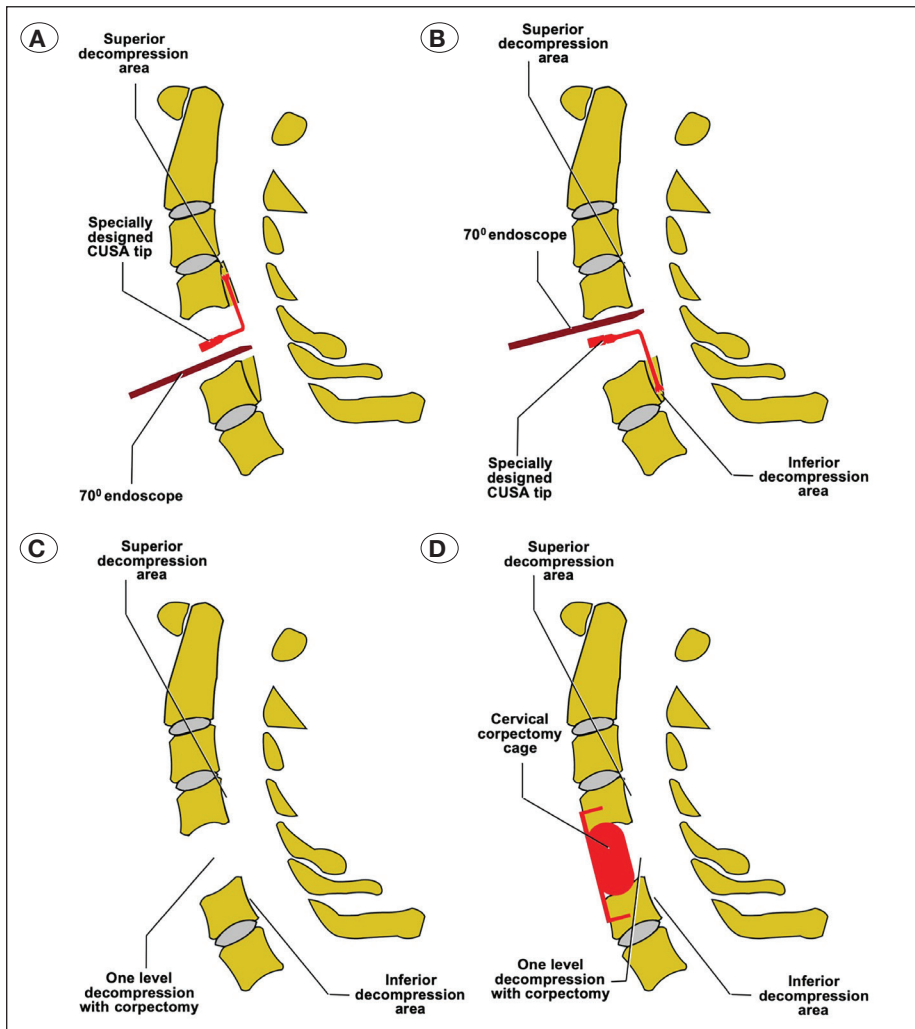 A
Superior
decompression
area
Specially
designed
CUSA tip
70⁰ endoscope
B
Superior
decompression
area
70⁰ endoscope
Specially
designed
CUSA tip
Inferior
decompression
area
C
Superior
decompression
area
One level
decompression
with corpectomy
Inferior
decompression
area
D
Superior
decompression
area
Cervical
corpectomy
cage
One level
decompression
with corpectomy
Inferior
decompression
area